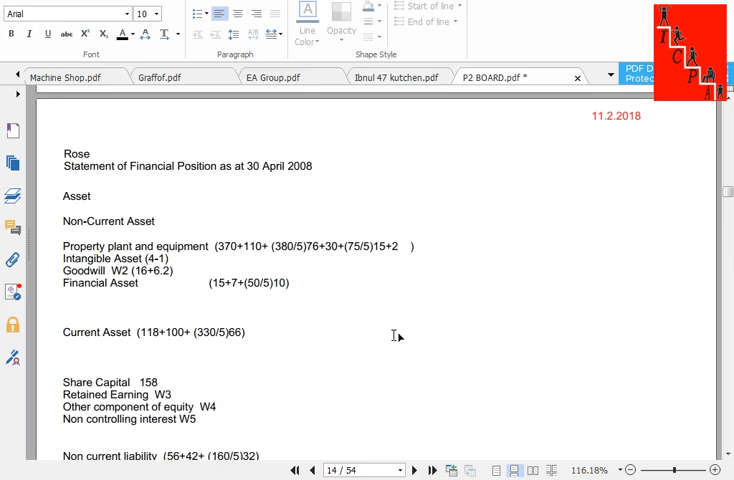 Arial
10
Start of line
End of line
B I U abc X² X₂ A
Line
Color
Opacity
Font
Paragraph
Shape Style
I
C
P
A
Machine Shop.pdf
Graffof.pdf
EA Group.pdf
Ibnul 47 kutchen.pdf
P2 BOARD.pdf *
PDF D
Protec
11.2.2018
Rose
Statement of Financial Position as at 30 April 2008
Asset
Non-Current Asset
Property plant and equipment (370+110+ (380/5)76+30+(75/5)15+2 )
Intangible Asset (4-1)
Goodwill W2 (16+6.2)
Financial Asset (15+7+(50/5)10)
Current Asset (118+100+ (330/5)66)
Share Capital 158
Retained Earning W3
Other component of equity W4
Non controlling interest W5
Non current liability (56+42+ (160/5)32)
14 / 54
116.18%